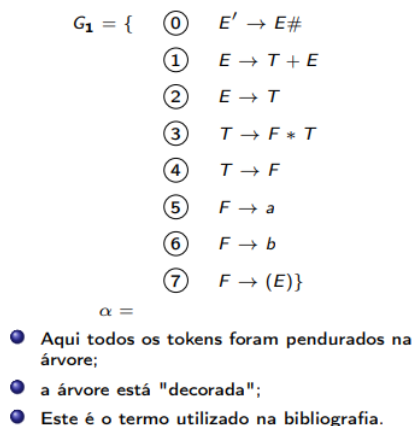 G₁ = { ⓪ E′ → E#
① E → T + E
② E → T
③ T → F ∗ T
④ T → F
⑤ F → a
⑥ F → b
⑦ F → (E)}
α =
Aqui todos os tokens foram pendurados na
árvore;
a árvore está "decorada";
Este é o termo utilizado na bibliografia.